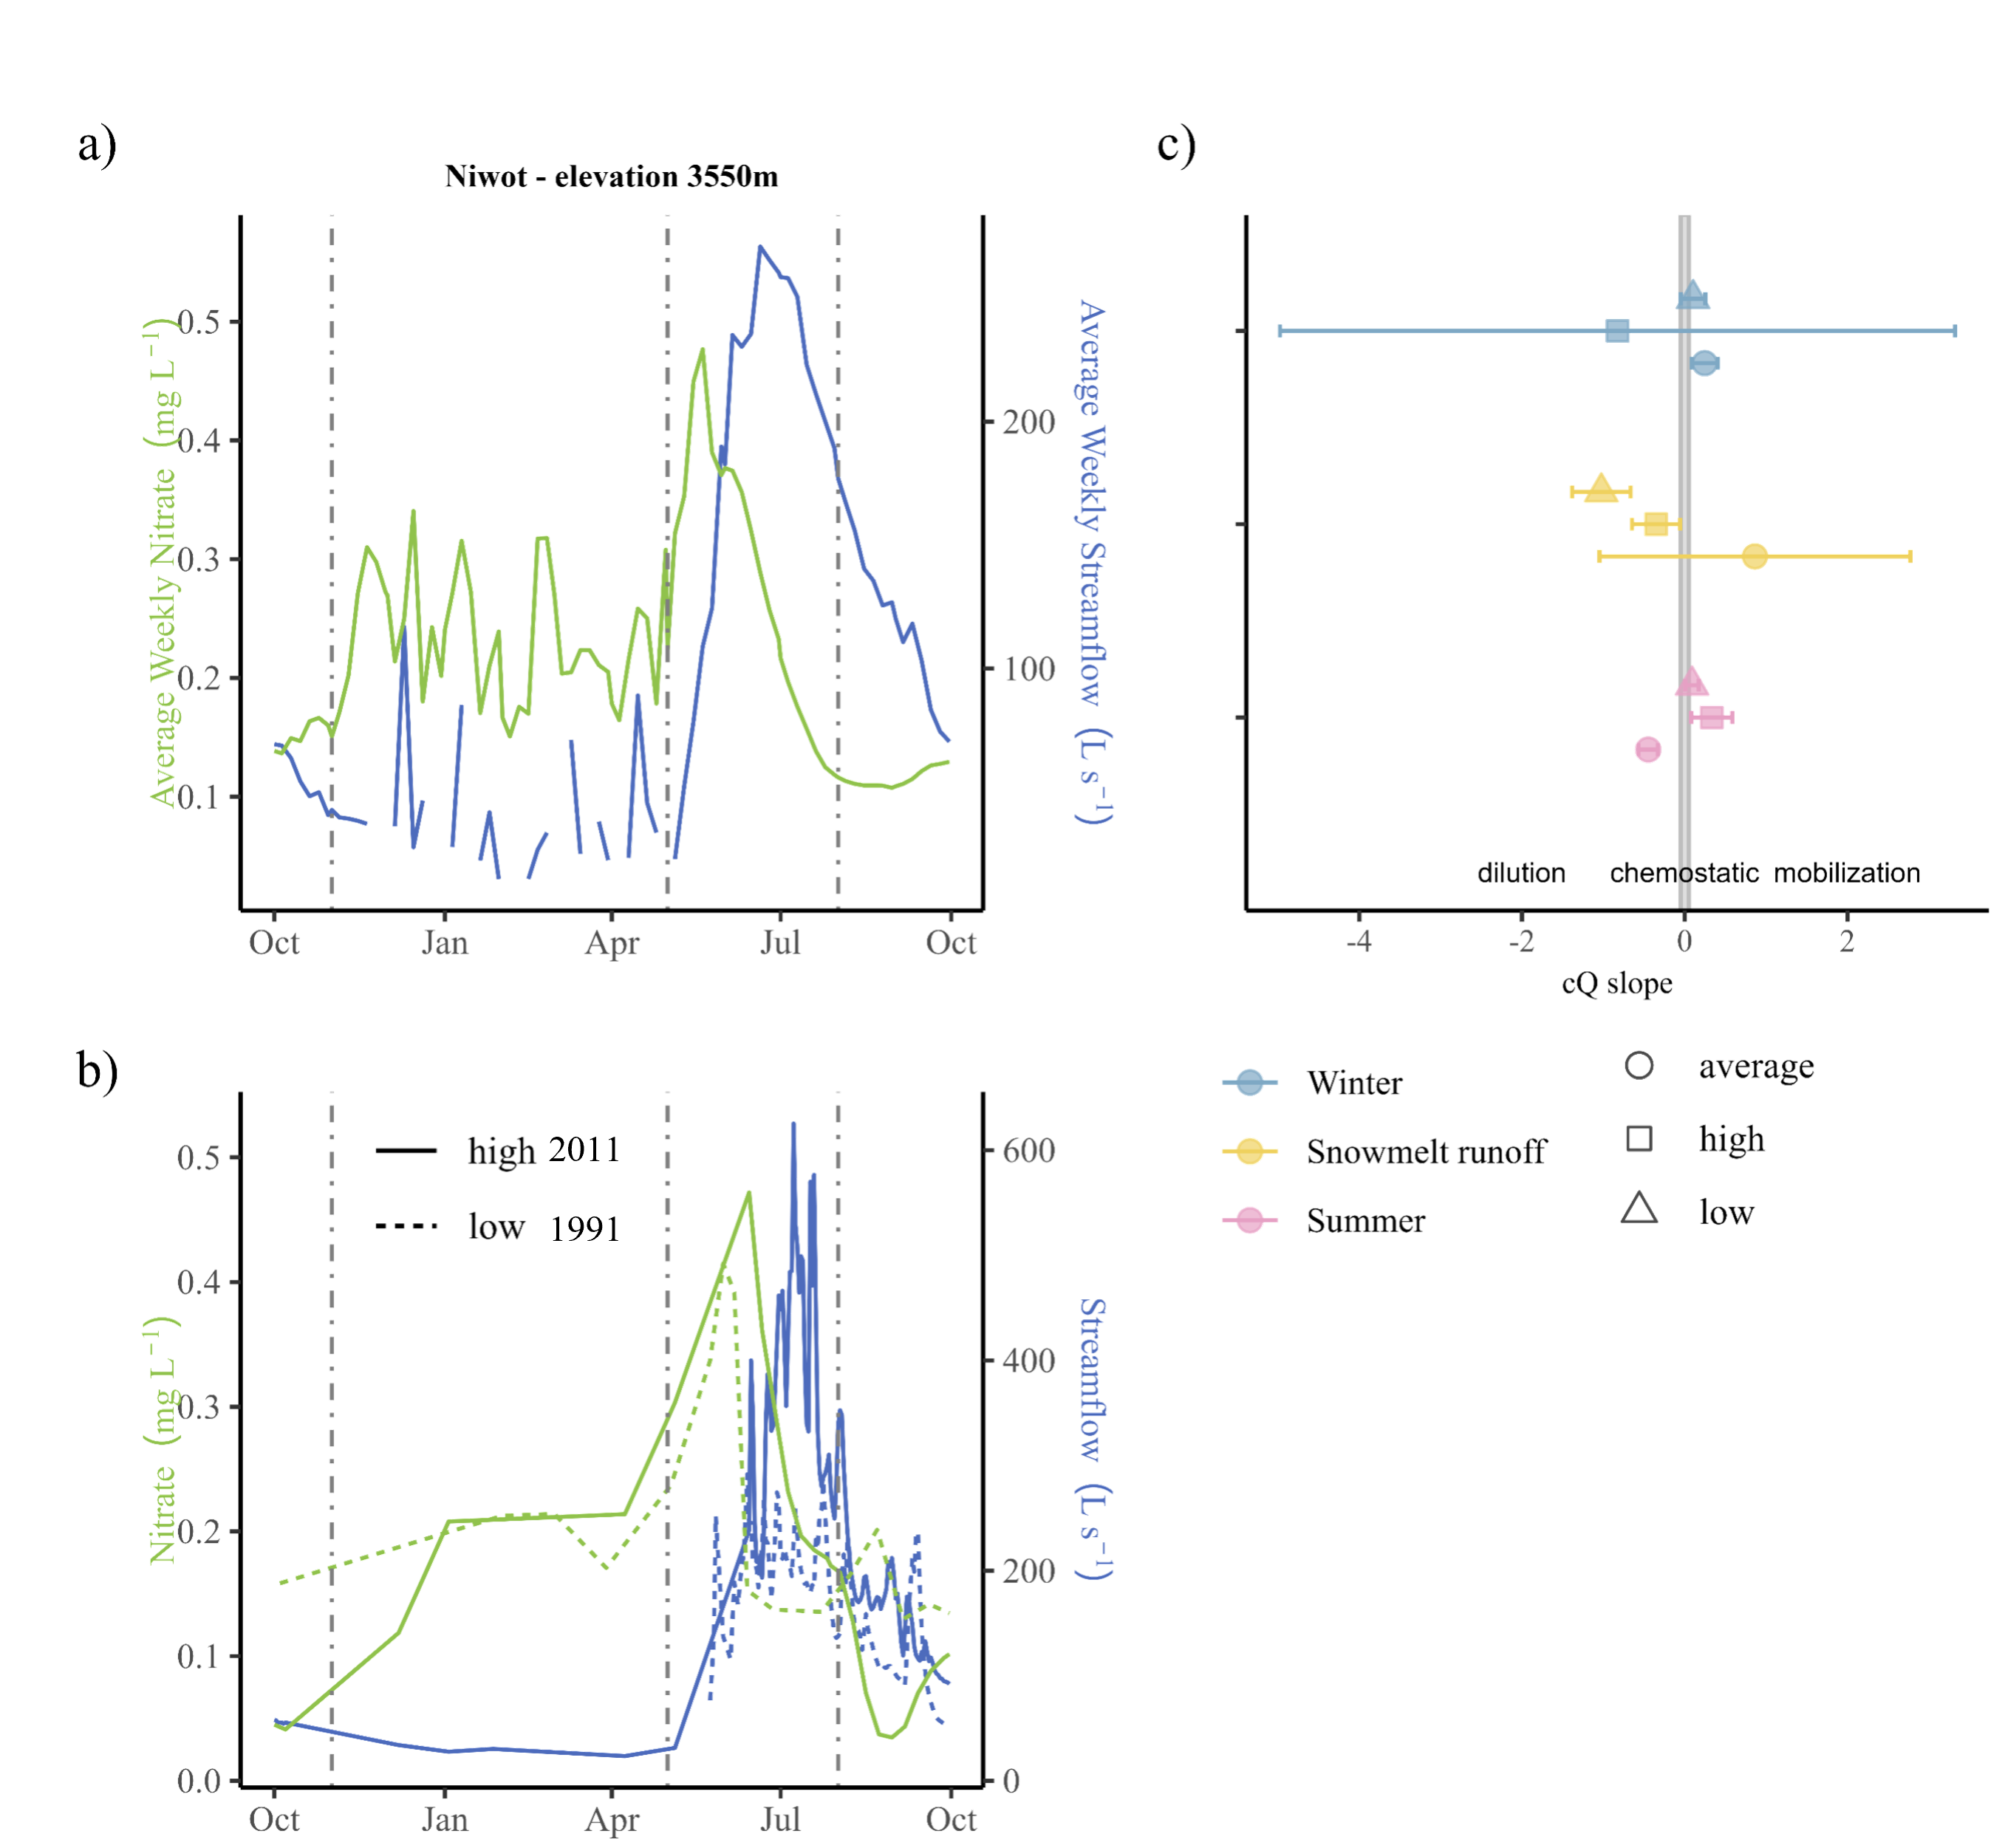 a)
Niwot - elevation 3550m
Average Weekly Nitrate (mg L⁻¹)
0.5
0.4
0.3
0.2
0.1
200
100
Average Weekly Streamflow (L s⁻¹)
Oct Jan Apr Jul Oct
c)
dilution chemostatic mobilization
-4 -2 0 2
cQ slope
Winter
Snowmelt runoff
Summer
average
high
low
b)
high 2011
low 1991
Nitrate (mg L⁻¹)
0.5
0.4
0.3
0.2
0.1
0.0
600
400
200
0
Streamflow (L s⁻¹)
Oct Jan Apr Jul Oct